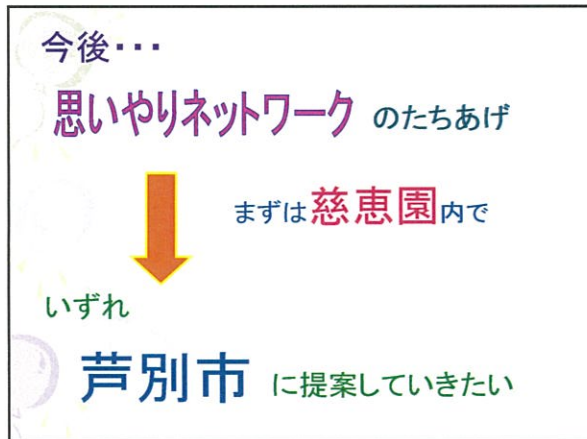 今後・・・
思いやりネットワーク のたちあげ
まずは慈恵園内で
いずれ
芦別市 に提案していきたい